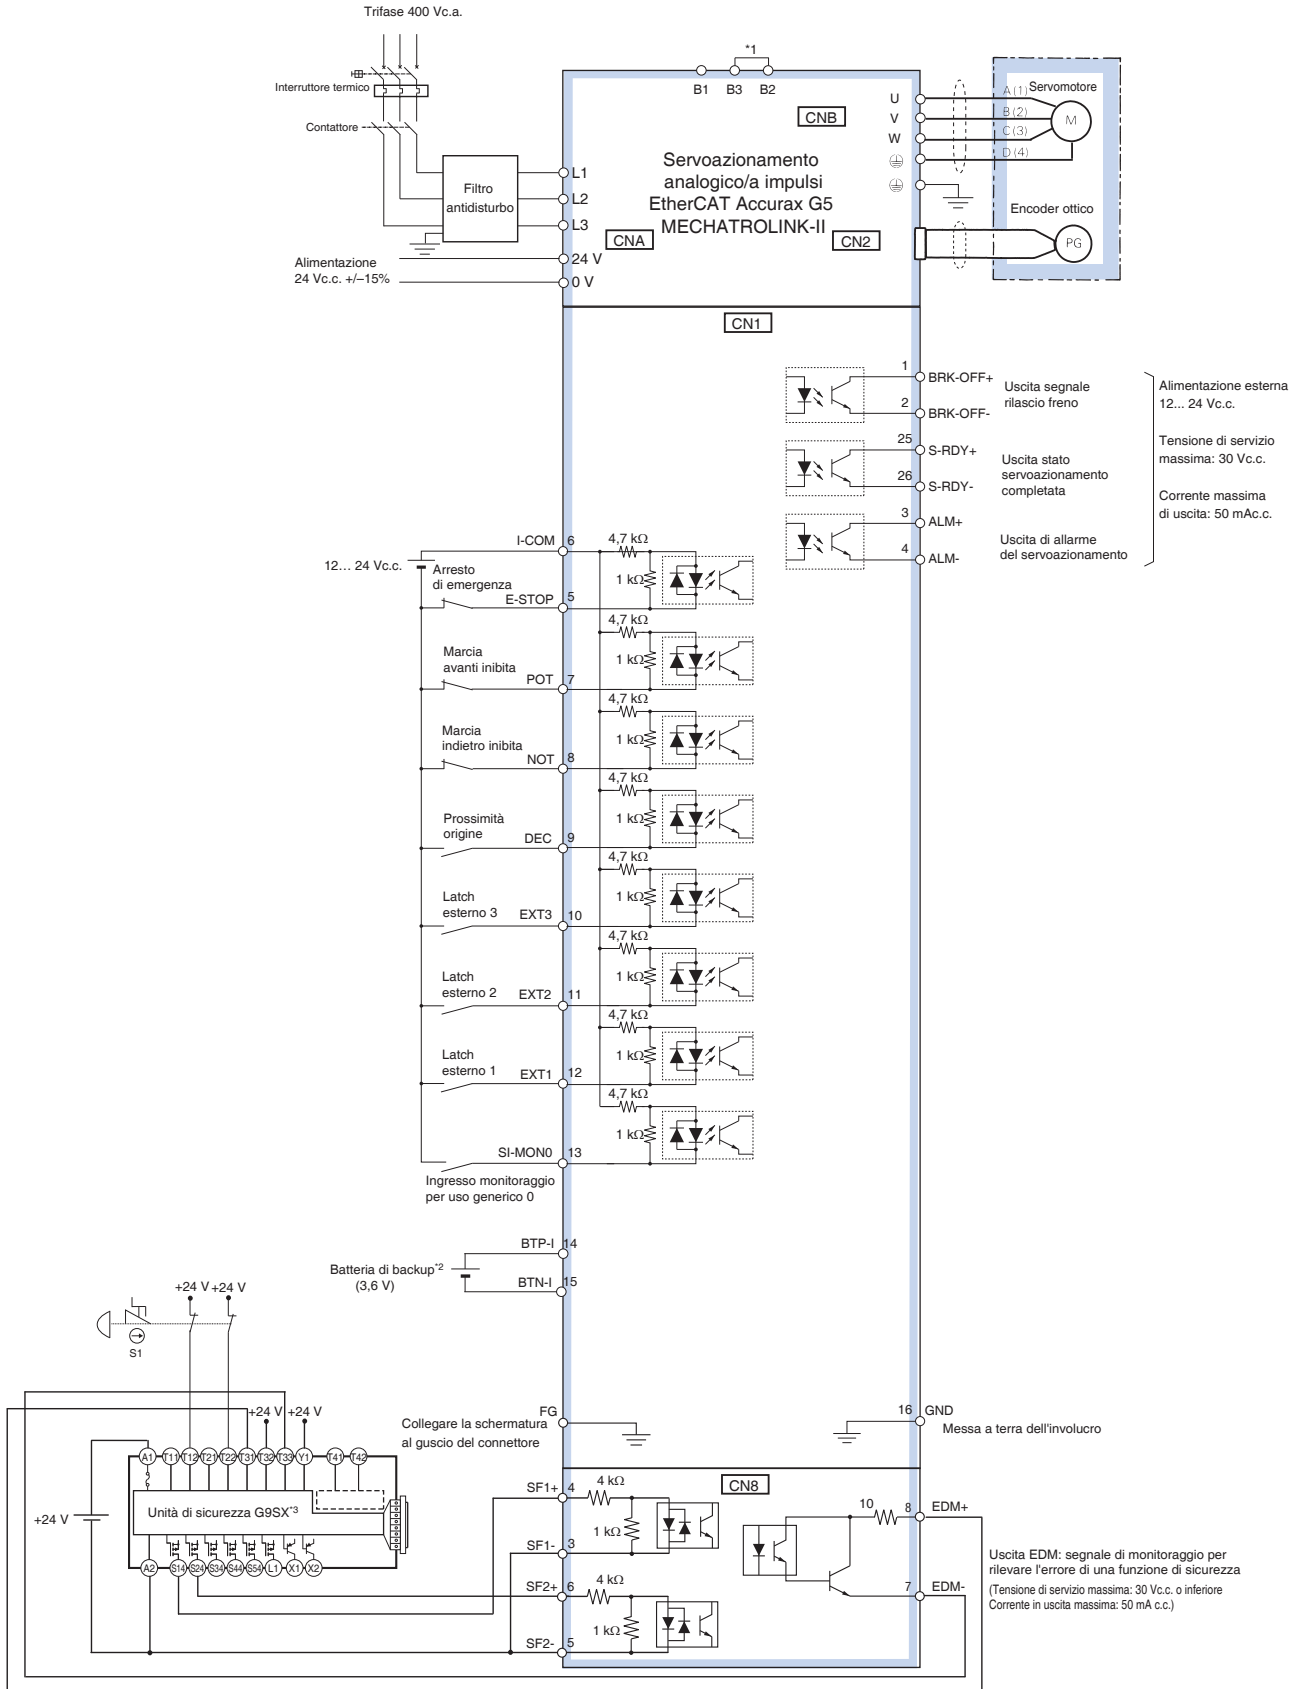 Trifase 400 Vc.a.
Interruttore termico
Contattore
Filtro
antidisturbo
L1
L2
L3
Alimentazione
24 Vc.c. +/–15%
24 V
0 V
*1
B1 B3 B2
CNB
Servoazionamento
analogico/a impulsi
EtherCAT Accurax G5
MECHATROLINK-II
CNA
CN2
U
V
W
A (1)
B (2)
C (3)
D (4)
Servomotore
M
Encoder ottico
PG
CN1
1 BRK-OFF+
2 BRK-OFF-
Uscita segnale
rilascio freno
25 S-RDY+
26 S-RDY-
Uscita stato
servoazionamento
completata
3 ALM+
4 ALM-
Uscita di allarme
del servoazionamento
Alimentazione esterna
12... 24 Vc.c.
Tensione di servizio
massima: 30 Vc.c.
Corrente massima
di uscita: 50 mAc.c.
12... 24 Vc.c.
I-COM 6 4,7 kΩ
1 kΩ
Arresto
di emergenza
E-STOP 5
4,7 kΩ
1 kΩ
Marcia
avanti inibita
POT 7
4,7 kΩ
1 kΩ
Marcia
indietro inibita
NOT 8
4,7 kΩ
1 kΩ
Prossimità
origine
DEC 9
4,7 kΩ
1 kΩ
Latch
esterno 3
EXT3 10
4,7 kΩ
1 kΩ
Latch
esterno 2
EXT2 11
4,7 kΩ
1 kΩ
Latch
esterno 1
EXT1 12
4,7 kΩ
1 kΩ
SI-MON0 13
Ingresso monitoraggio
per uso generico 0
BTP-I 14
Batteria di backup*2
(3,6 V)
BTN-I 15
+24 V +24 V
S1
FG
Collegare la schermatura
al guscio del connettore
16 GND
Messa a terra dell'involucro
+24 V +24 V
A1 T11 T12 T21 T22 T31 T32 T33 Y1 T41 T42
Unità di sicurezza G9SX*3
+24 V
A2 S14 S24 S34 S44 S54 L1 X1 X2
CN8
SF1+ 4 4 kΩ
1 kΩ
SF1- 3
SF2+ 6 4 kΩ
1 kΩ
SF2- 5
10 8 EDM+
7 EDM-
Uscita EDM: segnale di monitoraggio per
rilevare l'errore di una funzione di sicurezza
(Tensione di servizio massima: 30 Vc.c. o inferiore
Corrente in uscita massima: 50 mA c.c.)